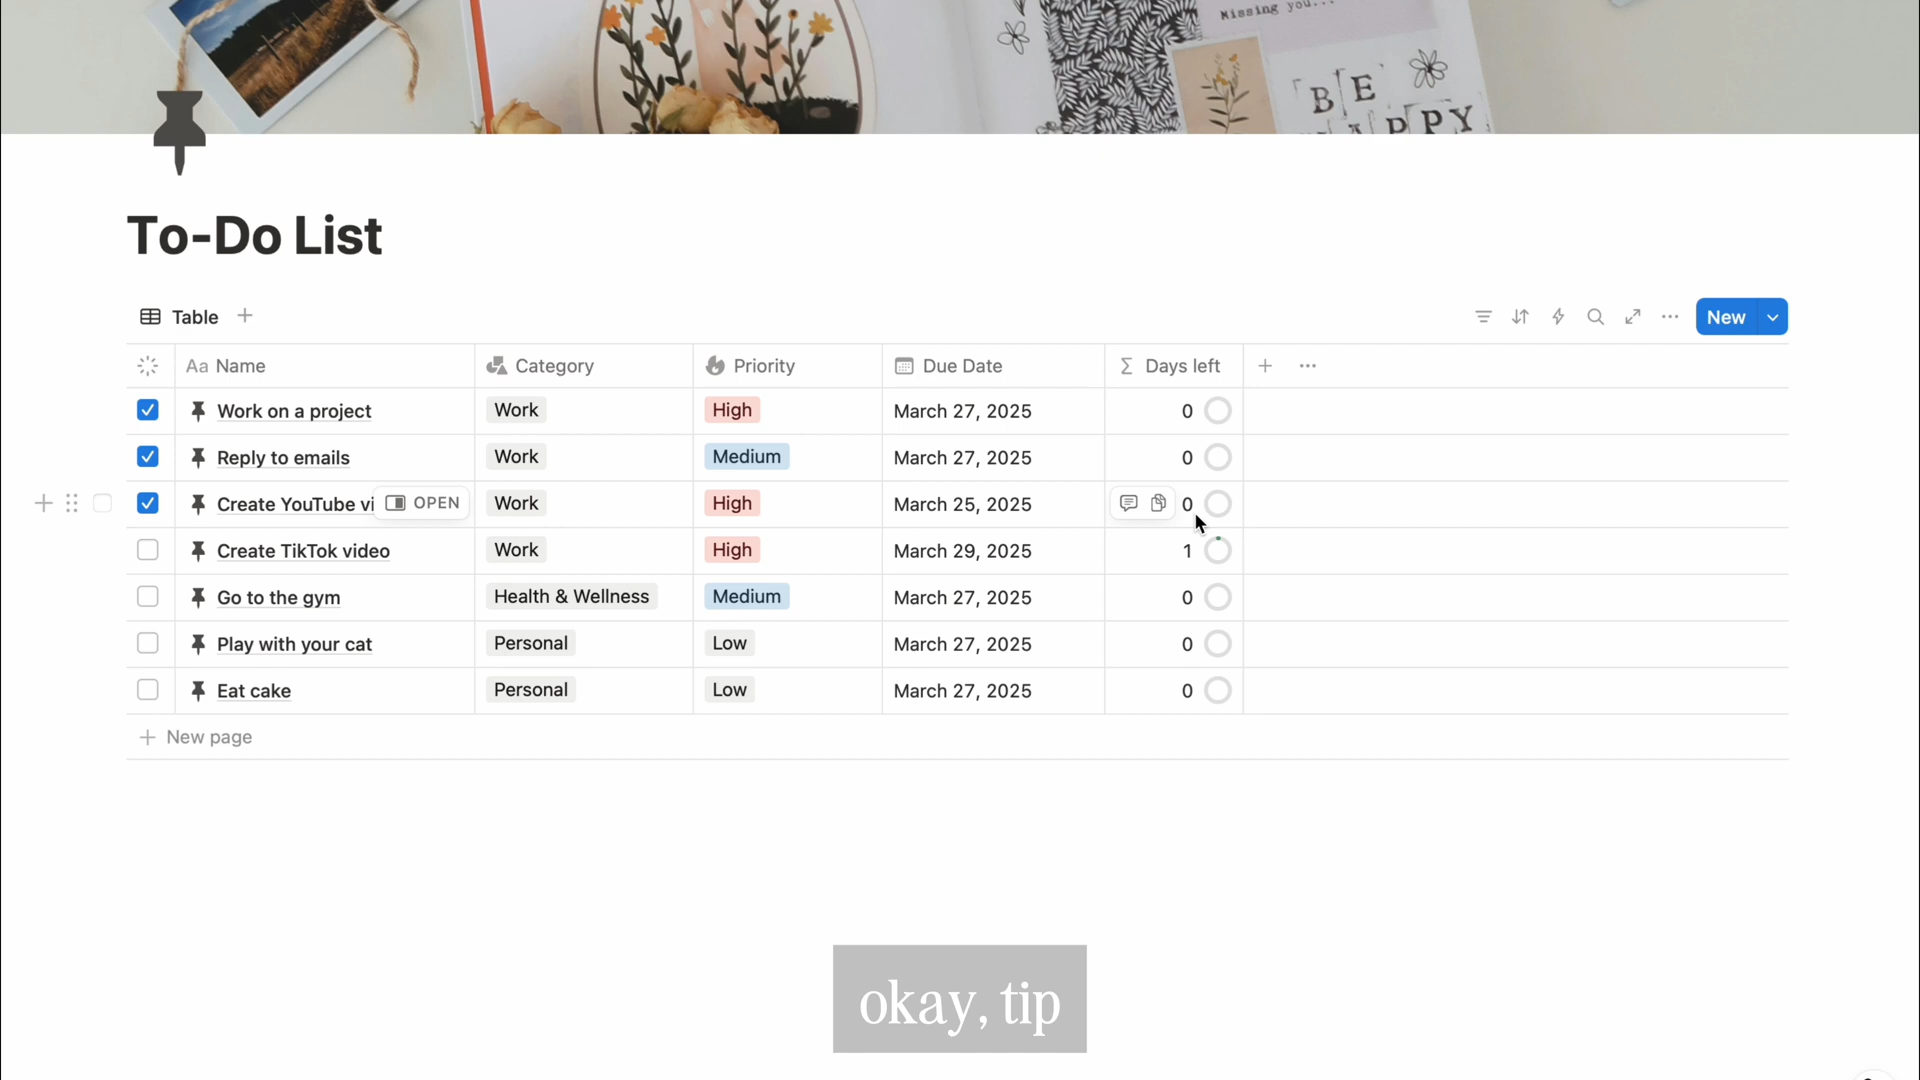 Missing you...
BE
HAPPY
To-Do List
Table
New
Aa Name Category Priority Due Date Σ Days left
Work on a project Work High March 27, 2025 0
Reply to emails Work Medium March 27, 2025 0
Create YouTube vi OPEN Work High March 25, 2025 0
Create TikTok video Work High March 29, 2025 1
Go to the gym Health & Wellness Medium March 27, 2025 0
Play with your cat Personal Low March 27, 2025 0
Eat cake Personal Low March 27, 2025 0
New page
okay, tip